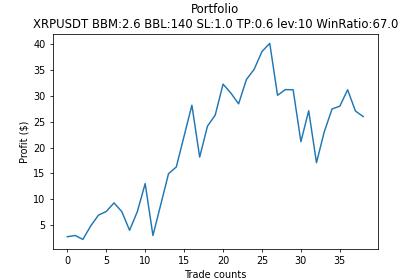 Portfolio
XRPUSDT BBM:2.6 BBL:140 SL:1.0 TP:0.6 lev:10 WinRatio:67.0
40
35
30
25
20
15
10
5
Profit ($)
0 5 10 15 20 25 30 35
Trade counts